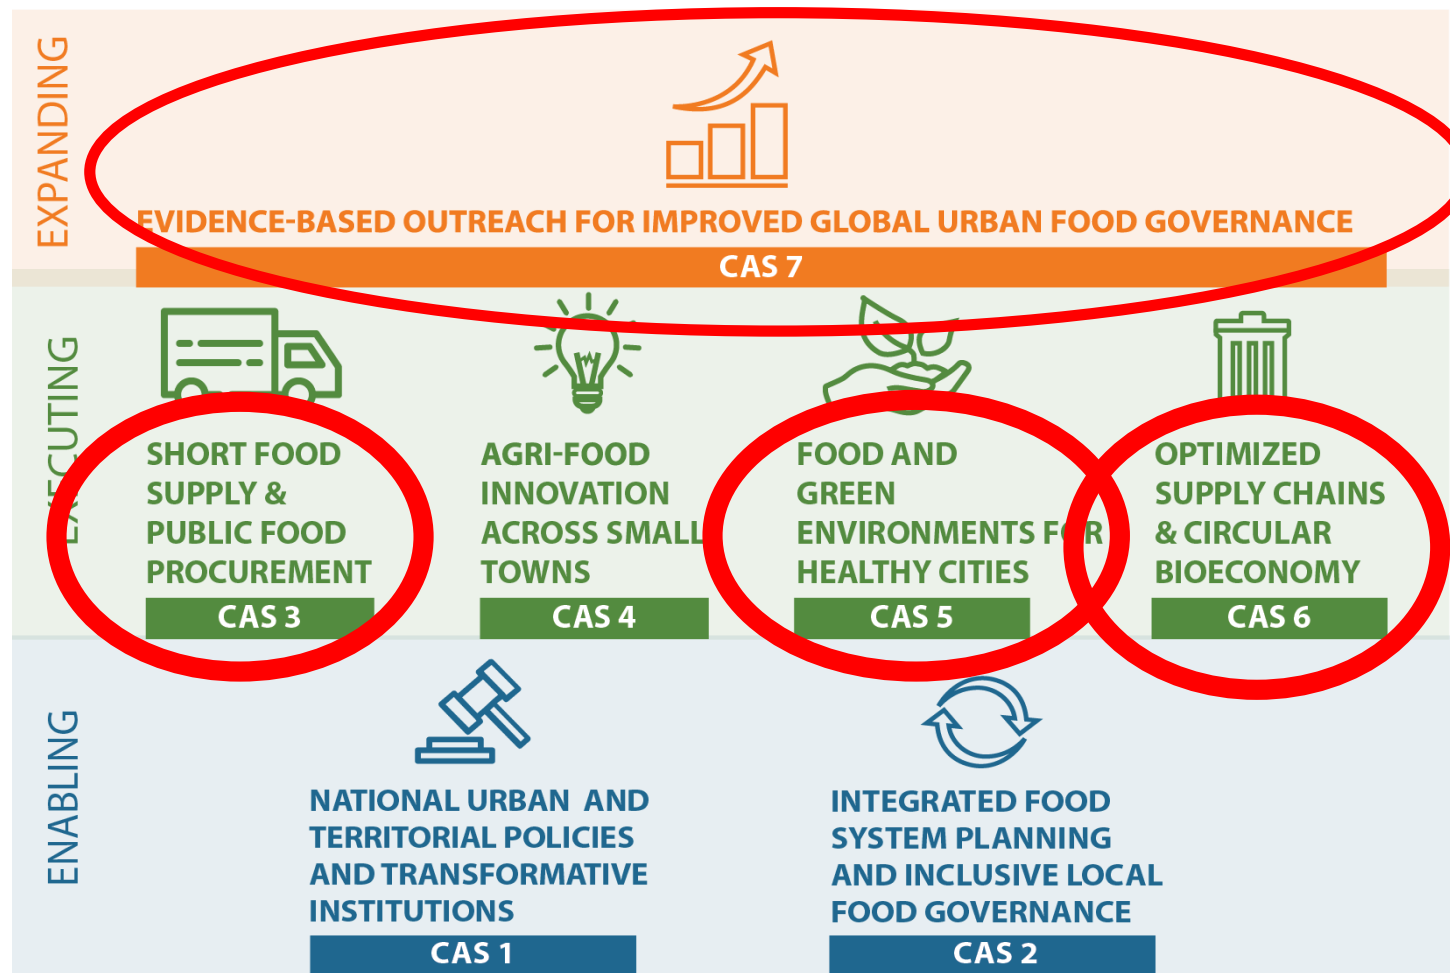 EXPANDING
EVIDENCE-BASED OUTREACH FOR IMPROVED GLOBAL URBAN FOOD GOVERNANCE
CAS 7
EXECUTING
SHORT FOOD
SUPPLY &
PUBLIC FOOD
PROCUREMENT
CAS 3
AGRI-FOOD
INNOVATION
ACROSS SMALL
TOWNS
CAS 4
FOOD AND
GREEN
ENVIRONMENTS FOR
HEALTHY CITIES
CAS 5
OPTIMIZED
SUPPLY CHAINS
& CIRCULAR
BIOECONOMY
CAS 6
ENABLING
NATIONAL URBAN AND
TERRITORIAL POLICIES
AND TRANSFORMATIVE
INSTITUTIONS
CAS 1
INTEGRATED FOOD
SYSTEM PLANNING
AND INCLUSIVE LOCAL
FOOD GOVERNANCE
CAS 2